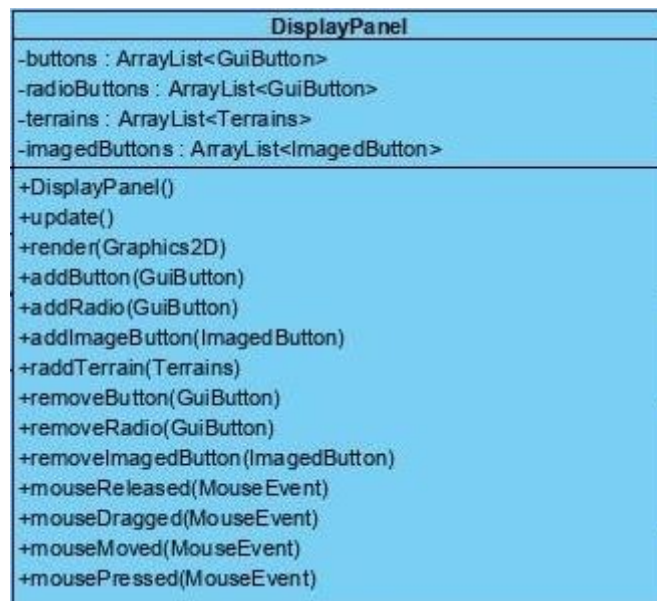 DisplayPanel
-buttons : ArrayList<GuiButton>
-radioButtons : ArrayList<GuiButton>
-terrains : ArrayList<Terrains>
-imagedButtons : ArrayList<ImagedButton>
+DisplayPanel()
+update()
+render(Graphics2D)
+addButton(GuiButton)
+addRadio(GuiButton)
+addImageButton(ImagedButton)
+raddTerrain(Terrains)
+removeButton(GuiButton)
+removeRadio(GuiButton)
+removeImagedButton(ImagedButton)
+mouseReleased(MouseEvent)
+mouseDragged(MouseEvent)
+mouseMoved(MouseEvent)
+mousePressed(MouseEvent)